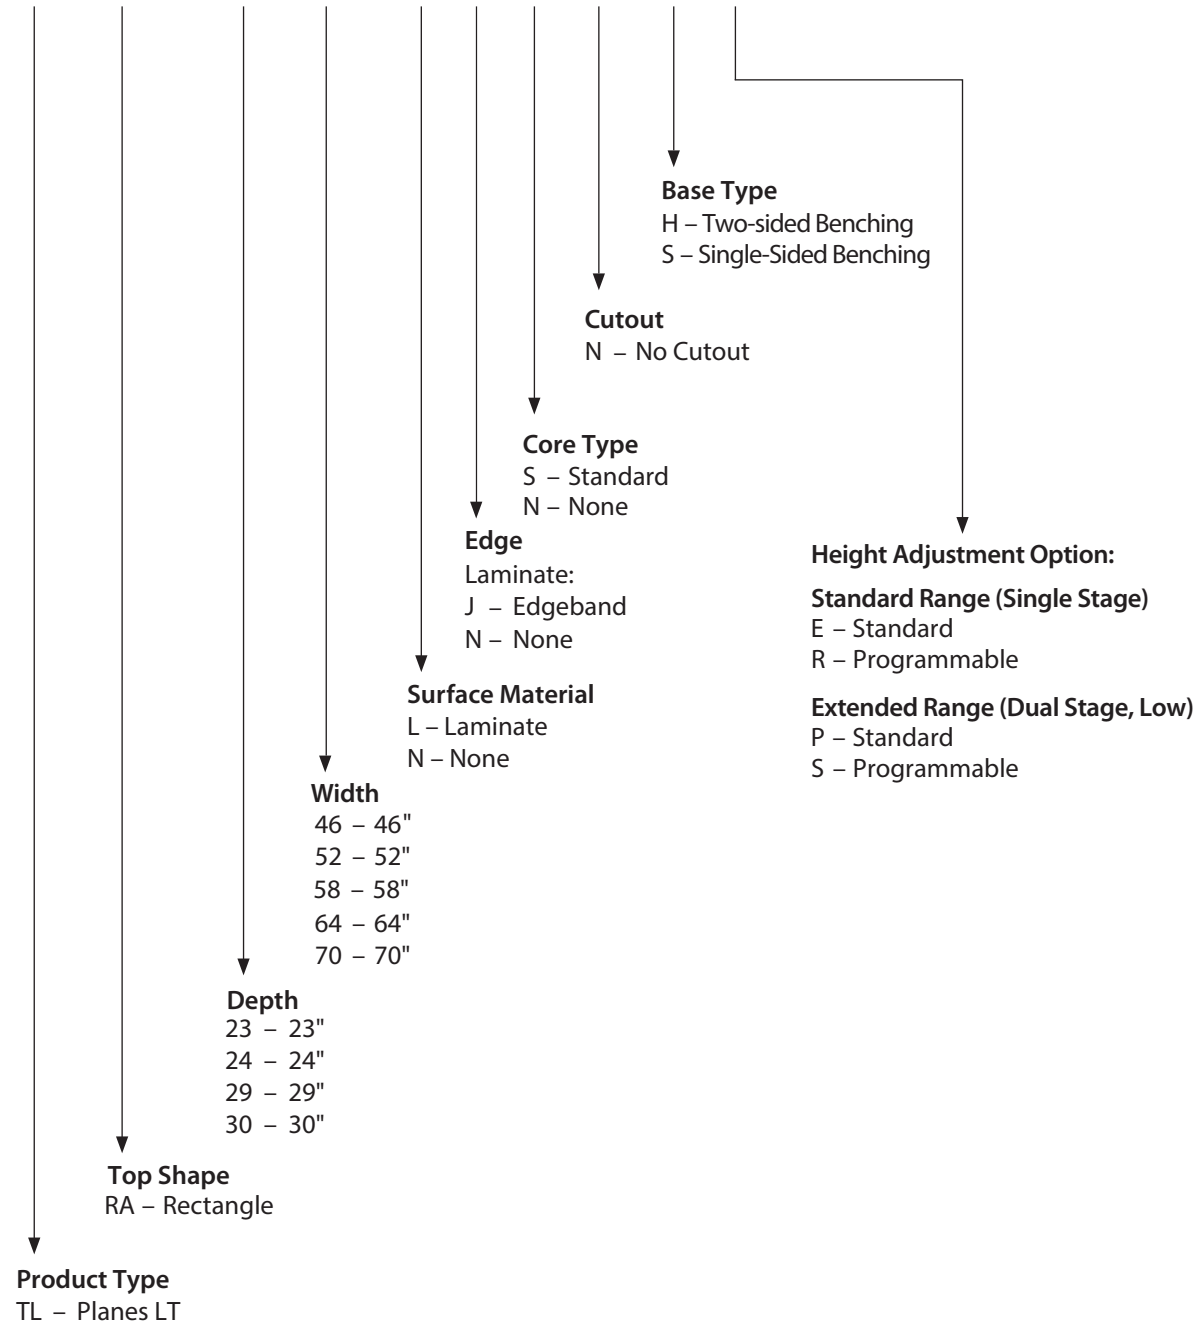 Base Type
H – Two-sided Benching
S – Single-Sided Benching
Cutout
N – No Cutout
Core Type
S – Standard
N – None
Edge
Laminate:
J – Edgeband
N – None
Height Adjustment Option:
Standard Range (Single Stage)
E – Standard
R – Programmable
Extended Range (Dual Stage, Low)
P – Standard
S – Programmable
Surface Material
L – Laminate
N – None
Width
46 – 46"
52 – 52"
58 – 58"
64 – 64"
70 – 70"
Depth
23 – 23"
24 – 24"
29 – 29"
30 – 30"
Top Shape
RA – Rectangle
Product Type
TL – Planes LT